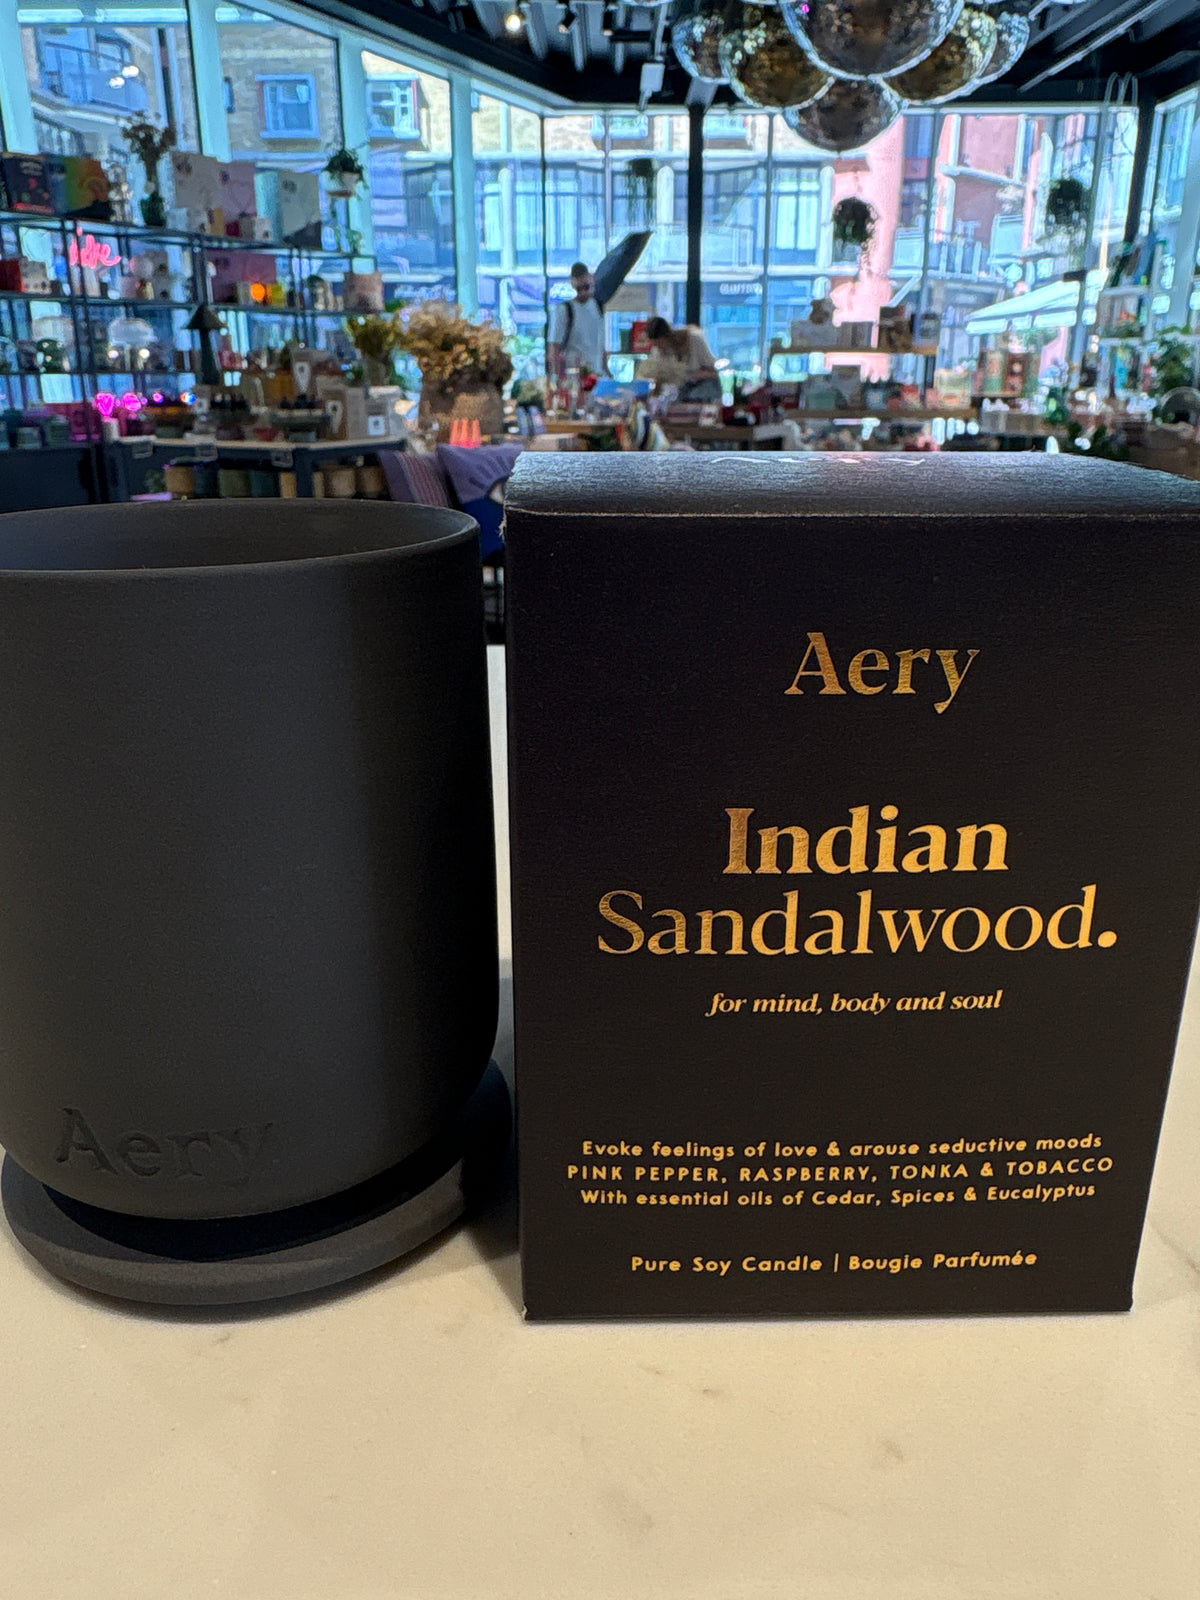 Aery
Indian
Sandalwood.
for mind, body and soul
Evoke feelings of love & arouse seductive moods
PINK PEPPER, RASPBERRY, TONKA & TOBACCO
With essential oils of Cedar, Spices & Eucalyptus
Pure Soy Candle | Bougie Parfumée
Aery